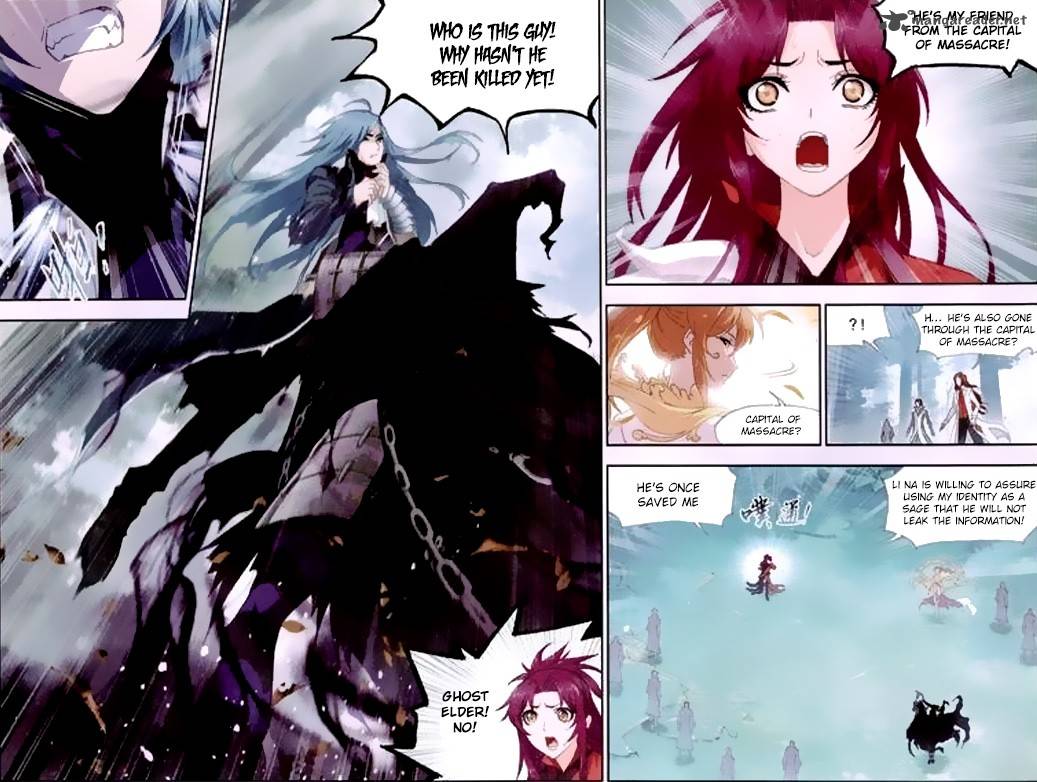 WHO IS THIS GUY!
WHY HASN'T HE
BEEN KILLED YET!
GHOST
ELDER!
NO!
HE'S MY FRIEND
FROM THE CAPITAL
OF MASSACRE!
mangareader.net
CAPITAL OF
MASSACRE?
?!
H... HE'S ALSO GONE
THROUGH THE CAPITAL
OF MASSACRE?
HE'S ONCE
SAVED ME
噗通!
LI NA IS WILLING TO ASSURE
USING MY IDENTITY AS A
SAGE THAT HE WILL NOT
LEAK THE INFORMATION!